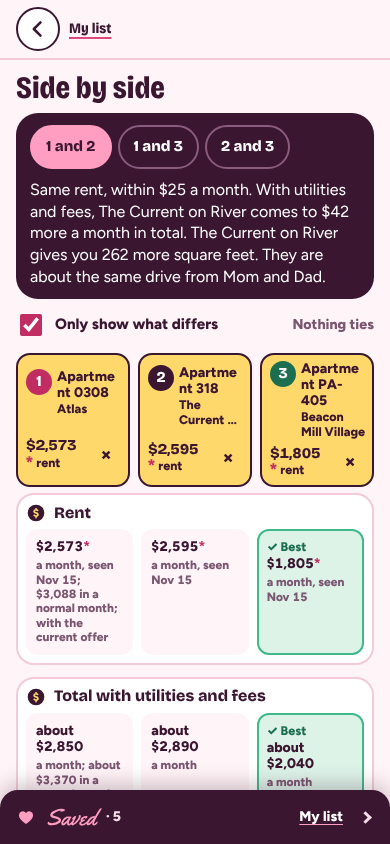 My list
Side by side
1 and 2
1 and 3
2 and 3
Same rent, within $25 a month. With utilities
and fees, The Current on River comes to $42
more a month in total. The Current on River
gives you 262 more square feet. They are
about the same drive from Mom and Dad.
Only show what differs
Nothing ties
1
Apartme
nt 0308
Atlas
$2,573
* rent
×
2
Apartme
nt 318
The
Current ...
$2,595
* rent
×
3
Apartme
nt PA-
405
Beacon
Mill Village
$1,805
* rent
×
$ Rent
$2,573*
a month, seen
Nov 15;
$3,088 in a
normal month;
with the
current offer
$2,595*
a month, seen
Nov 15
✓ Best
$1,805*
a month, seen
Nov 15
$ Total with utilities and fees
about
$2,850
a month; about
$3,370 in a
about
$2,890
a month
✓ Best
about
$2,040
a month
Saved · 5
My list